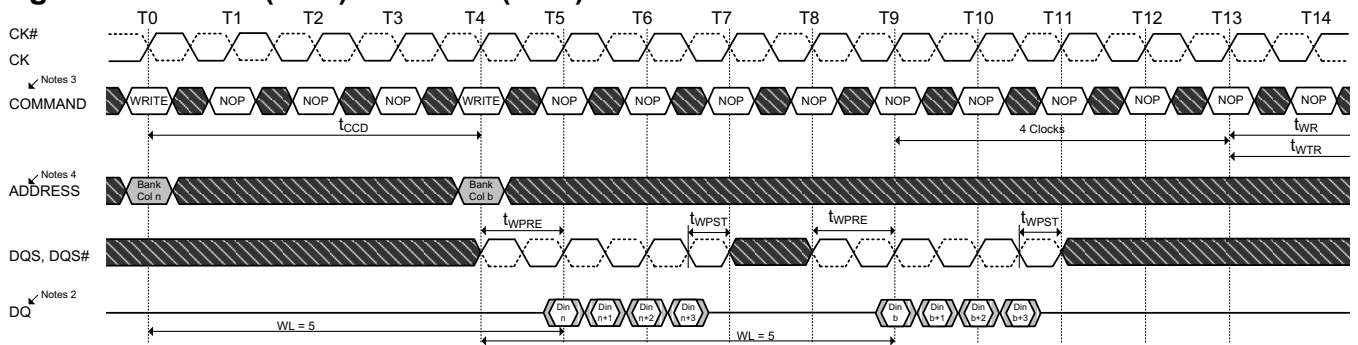 T0 T1 T2 T3 T4 T5 T6 T7 T8 T9 T10 T11 T12 T13 T14
CK#
CK
Notes 3
COMMAND
WRITE NOP NOP NOP WRITE NOP NOP NOP NOP NOP NOP NOP NOP NOP NOP
tCCD
4 Clocks
tWR
tWTR
Notes 4
ADDRESS
Bank Col n
Bank Col b
tWPRE tWPST tWPRE tWPST
DQS, DQS#
Notes 2
DQ
Din n
Din n+1
Din n+2
Din n+3
Din b
Din b+1
Din b+2
Din b+3
WL = 5
WL = 5